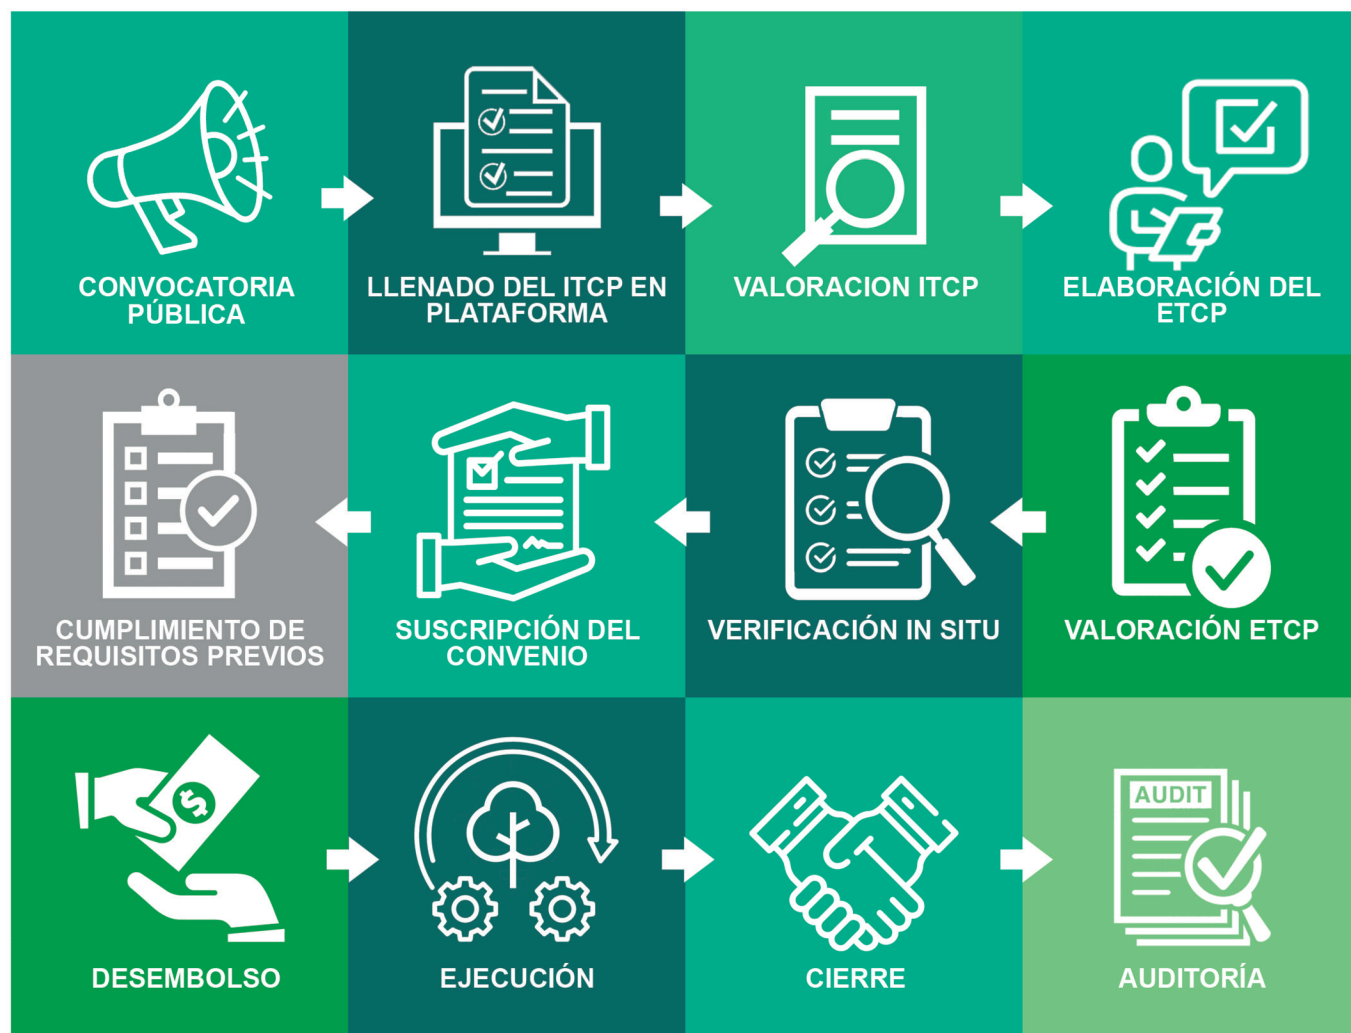 CONVOCATORIA
PÚBLICA
LLENADO DEL ITCP EN
PLATAFORMA
VALORACION ITCP
ELABORACIÓN DEL
ETCP
CUMPLIMIENTO DE
REQUISITOS PREVIOS
SUSCRIPCIÓN DEL
CONVENIO
VERIFICACIÓN IN SITU
VALORACIÓN ETCP
$
DESEMBOLSO
EJECUCIÓN
CIERRE
AUDIT
AUDITORÍA